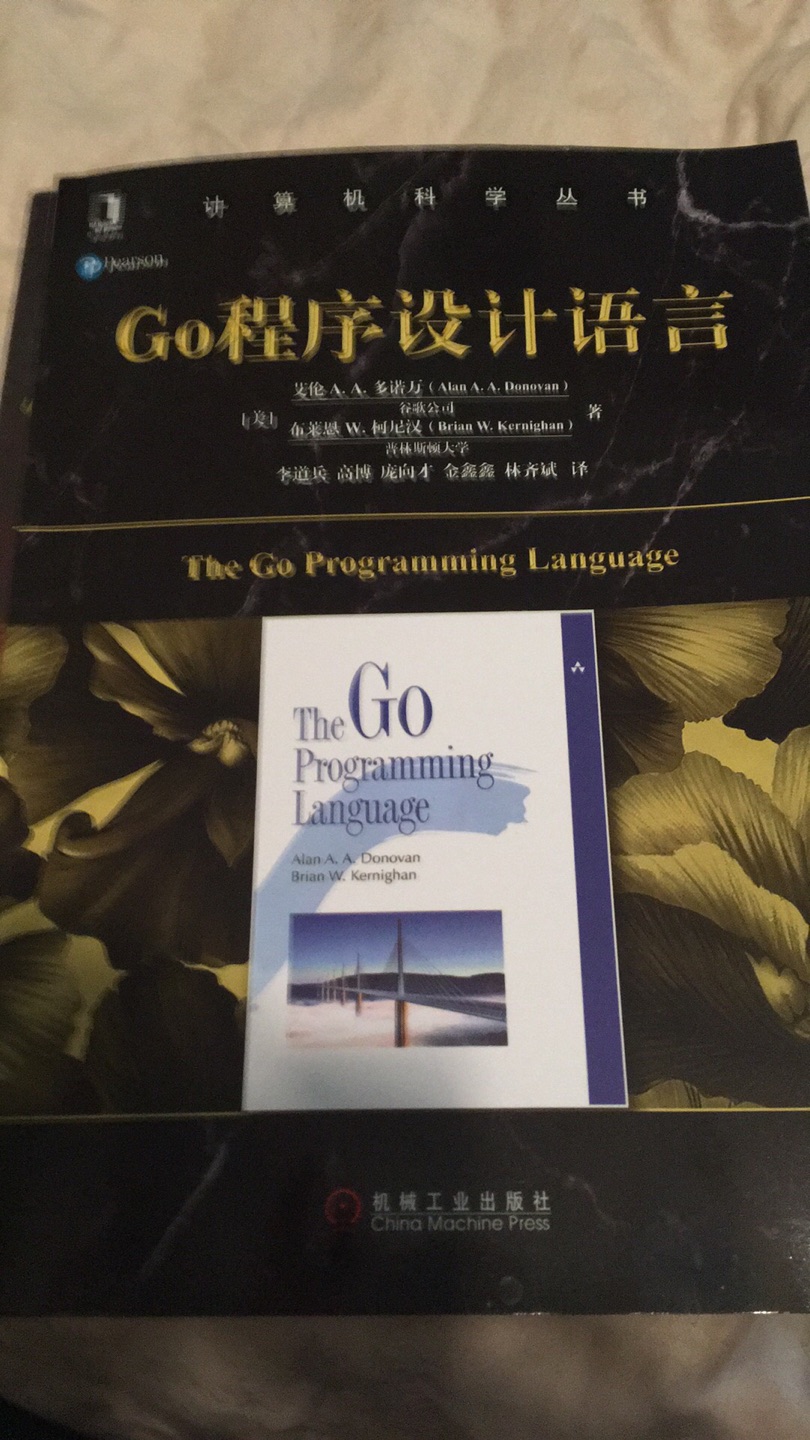 计算机科学丛书
Pearson
Go程序设计语言
艾伦 A. A. 多诺万（Alan A. A. Donovan）
谷歌公司
[美]
布莱恩 W. 柯尼汉（Brian W. Kernighan）
著
普林斯顿大学
李道兵 高博 庞向才 金鑫鑫 林齐斌 译
The Go Programming Language
The Go
Programming
Language
Alan A. A. Donovan
Brian W. Kernighan
机械工业出版社
China Machine Press